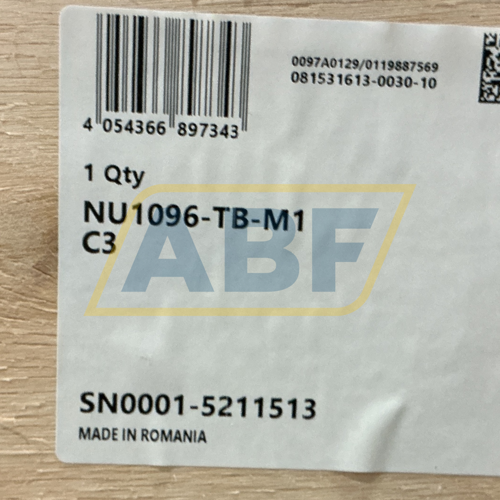 0097A0129/0119887569
081531613-0030-10
4 054366 897343
1 Qty
NU1096-TB-M1
C3
ABF
SN0001-5211513
MADE IN ROMANIA